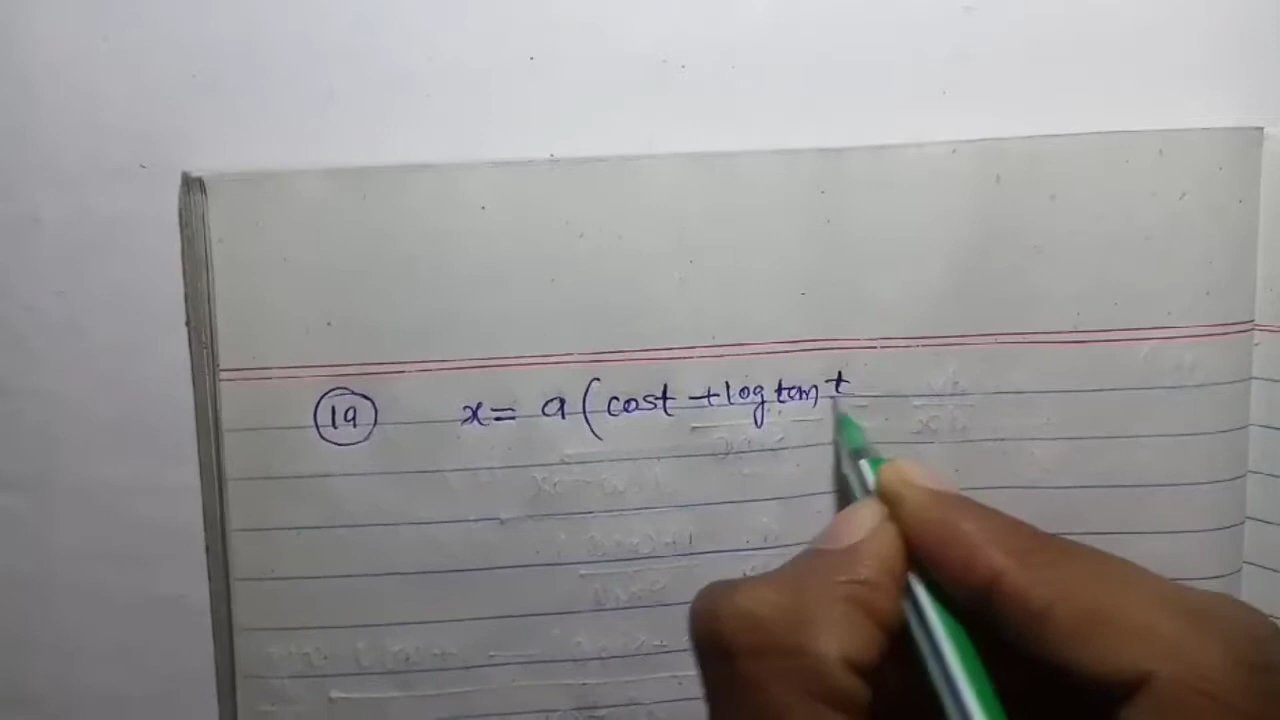 19 x = a (cost + log tan t